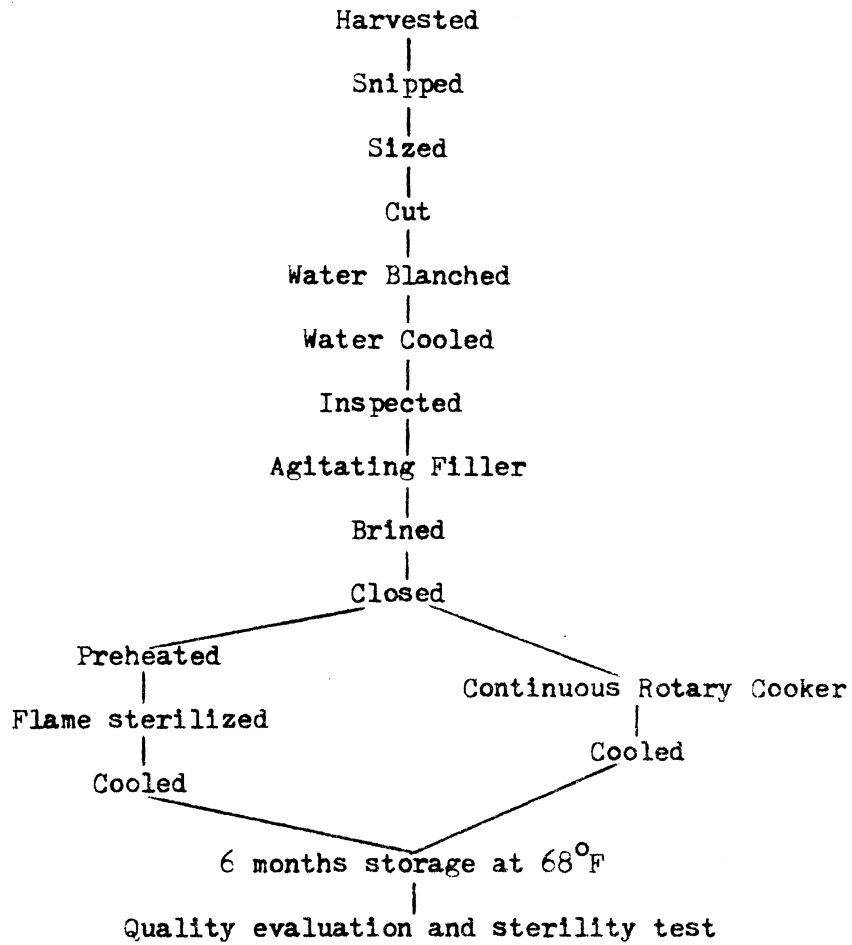 Harvested
Snipped
Sized
Cut
Water Blanched
Water Cooled
Inspected
Agitating Filler
Brined
Closed
Preheated
Flame sterilized
Cooled
Continuous Rotary Cooker
Cooled
6 months storage at 68°F
Quality evaluation and sterility test